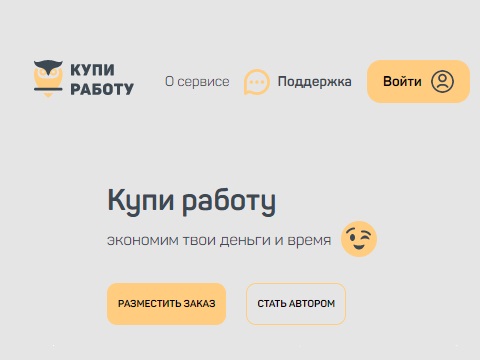 КУПИ
РАБОТУ
О сервисе
Поддержка
Войти
Купи работу
экономим твои деньги и время
РАЗМЕСТИТЬ ЗАКАЗ
СТАТЬ АВТОРОМ